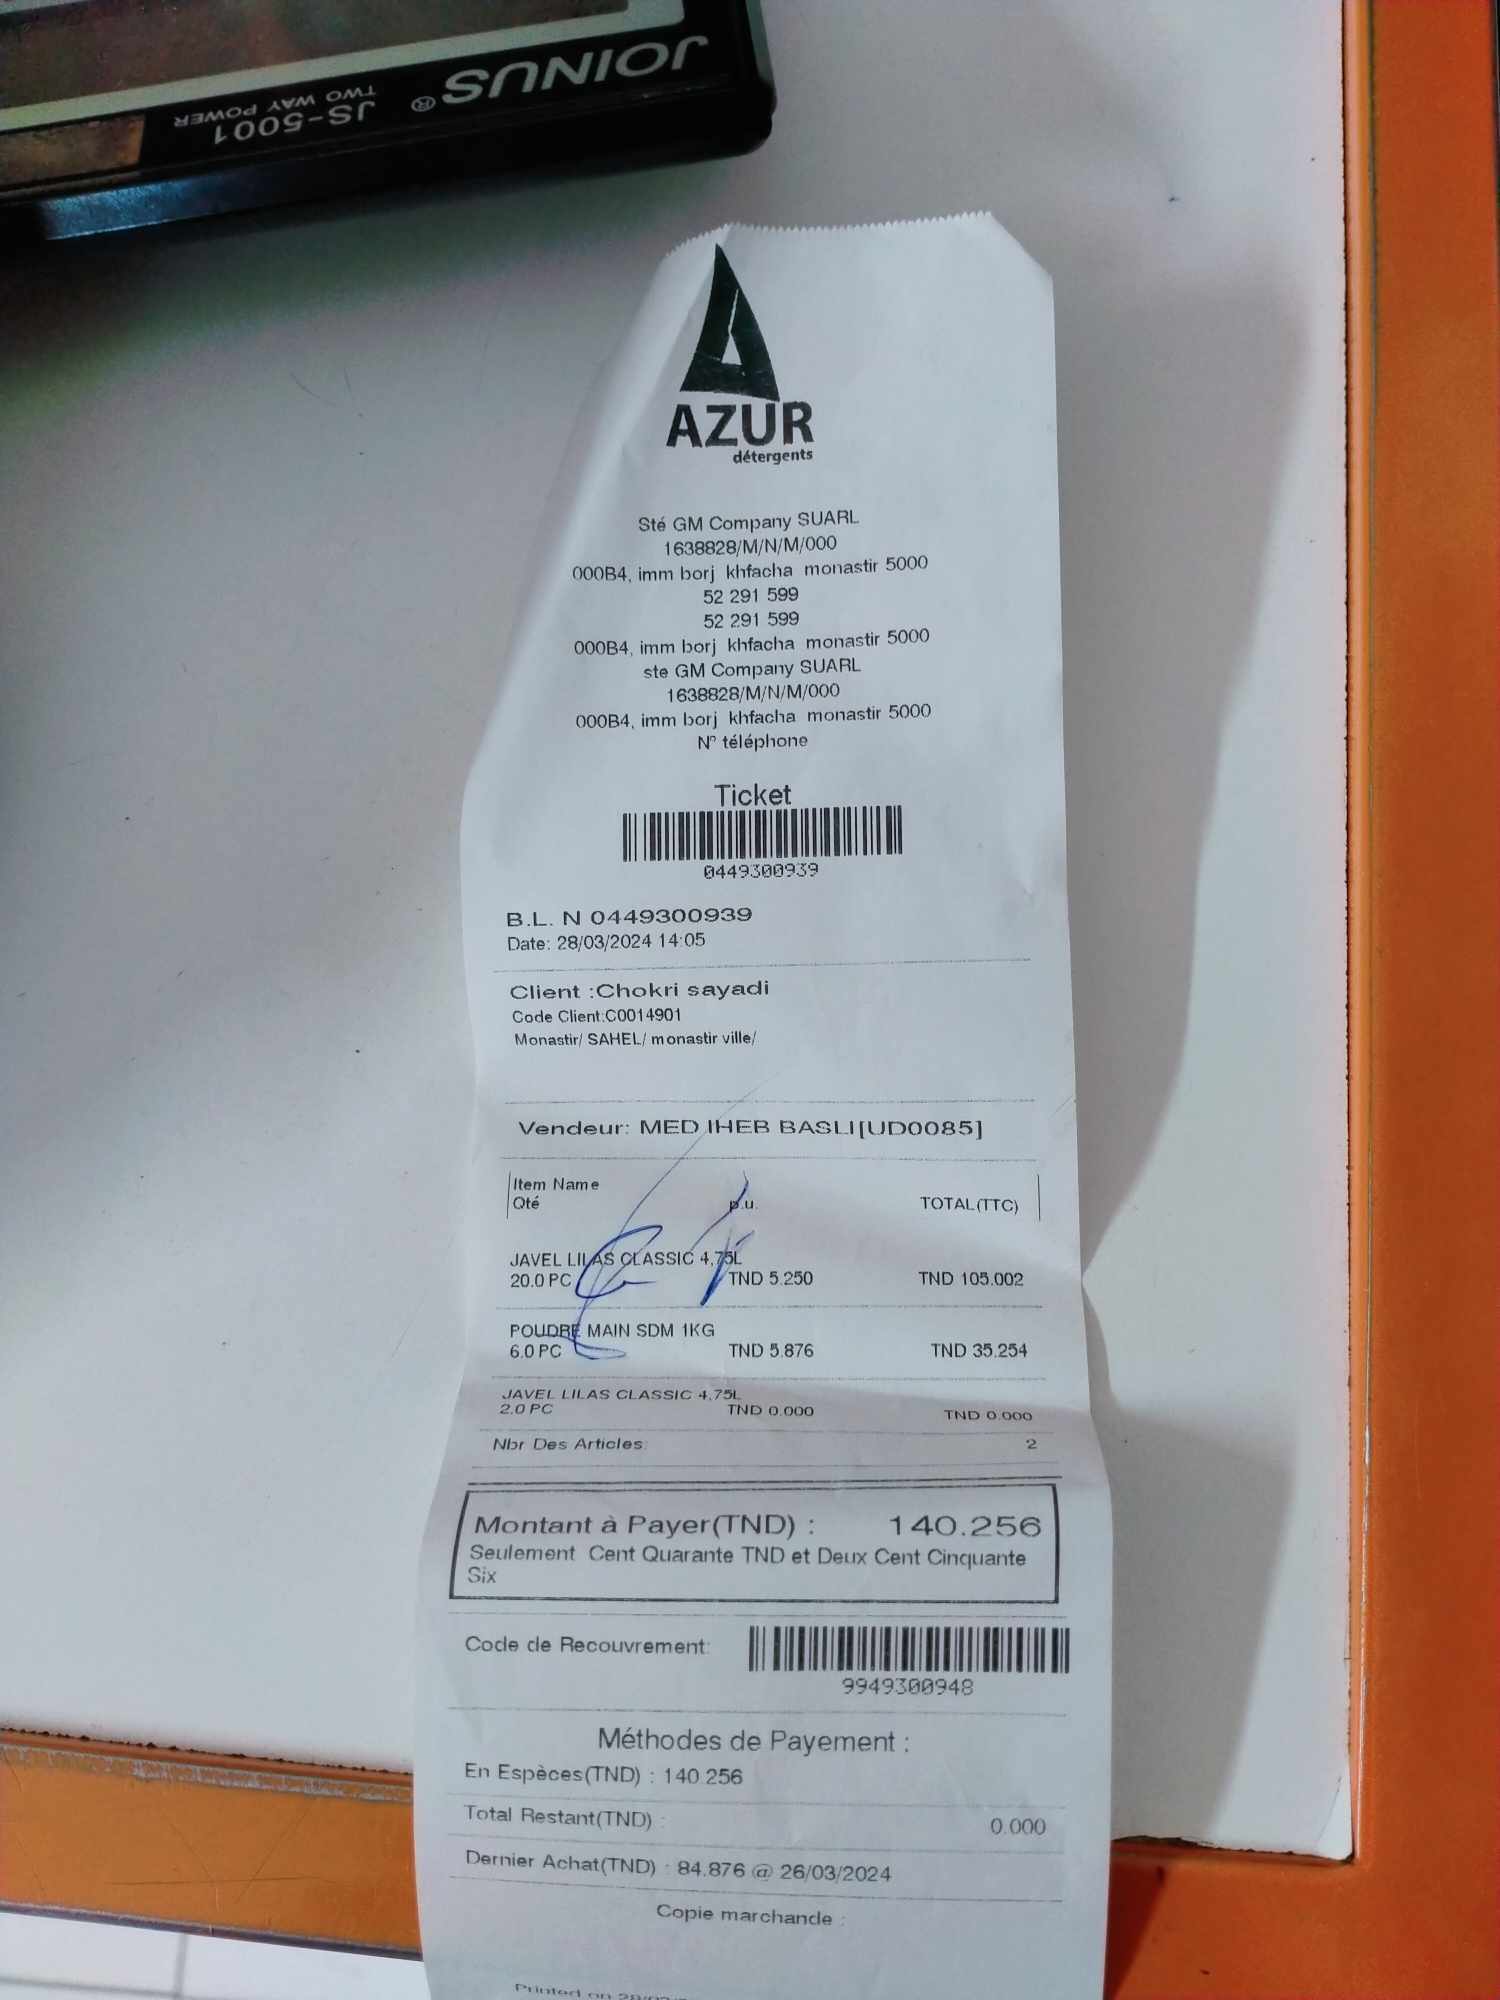 JOINUS®
JS-5001
TWO WAY POWER
AZUR
détergents
Sté GM Company SUARL
1638828/M/N/M/000
000B4, imm borj khfacha monastir 5000
52 291 599
52 291 599
000B4, imm borj khfacha monastir 5000
ste GM Company SUARL
1638828/M/N/M/000
000B4, imm borj khfacha monastir 5000
N° téléphone
Ticket
0449300939
B.L. N 0449300939
Date: 28/03/2024 14:05
Client :Chokri sayadi
Code Client:C0014901
Monastir/ SAHEL/ monastir ville/
Vendeur: MED IHEB BASLI[UD0085]
Item Name
Qté p.u. TOTAL(TTC)
JAVEL LILAS CLASSIC 4,75L
20.0 PC TND 5.250 TND 105.002
POUDRE MAIN SDM 1KG
6.0 PC TND 5.876 TND 35.254
JAVEL LILAS CLASSIC 4,75L
2.0 PC TND 0.000 TND 0.000
Nbr Des Articles: 2
Montant à Payer(TND) : 140.256
Seulement Cent Quarante TND et Deux Cent Cinquante
Six
Code de Recouvrement:
9949300948
Méthodes de Payement :
En Espèces(TND) : 140.256
Total Restant(TND) : 0.000
Dernier Achat(TND) : 84.876 @ 26/03/2024
Copie marchande :
Printed on